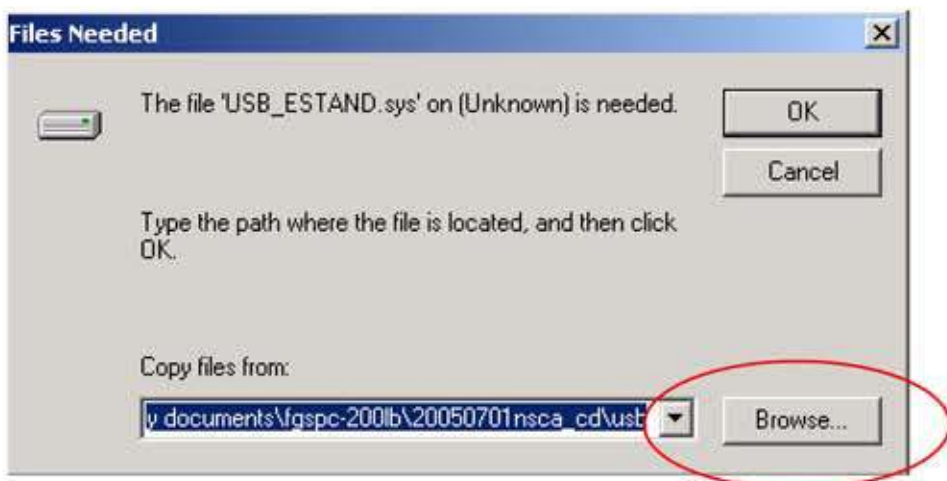 Files Needed
The file 'USB_ESTAND.sys' on (Unknown) is needed.
OK
Cancel
Type the path where the file is located, and then click
OK.
Copy files from:
y documents\fgspc-200lb\20050701nsca_cd\usb
Browse...